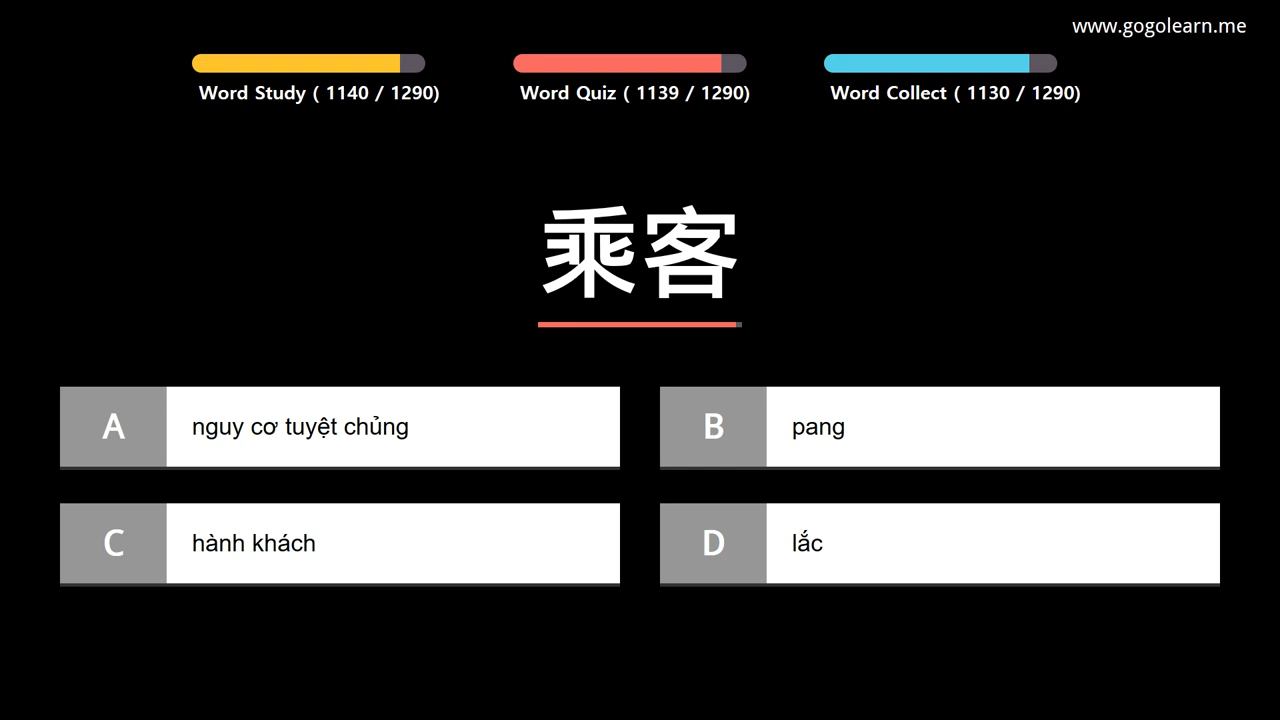 www.gogolearn.me
Word Study ( 1140 / 1290)
Word Quiz ( 1139 / 1290)
Word Collect ( 1130 / 1290)
乘客
A nguy cơ tuyệt chủng
B pang
C hành khách
D lắc